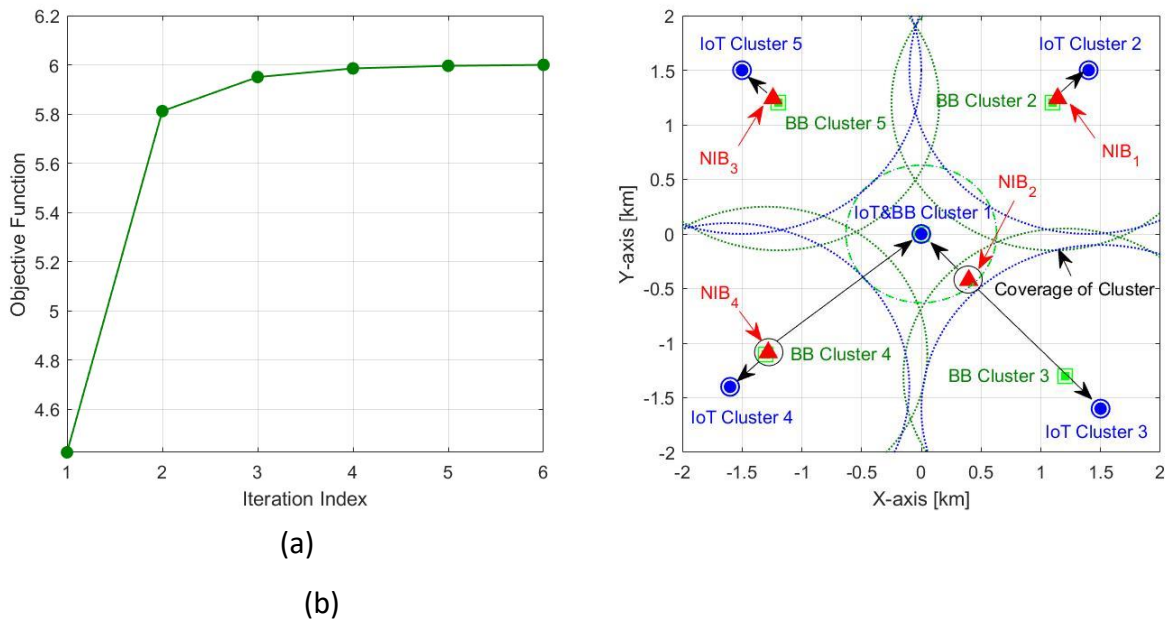 6.2
6
5.8
5.6
5.4
5.2
5
4.8
4.6
1 2 3 4 5 6
Objective Function
Iteration Index
(a)
2
1.5
1
0.5
0
-0.5
-1
-1.5
-2
-2 -1.5 -1 -0.5 0 0.5 1 1.5 2
Y-axis [km]
X-axis [km]
IoT Cluster 5
IoT Cluster 2
BB Cluster 2
BB Cluster 5
NIB3
NIB1
NIB2
IoT&BB Cluster 1
Coverage of Cluster
NIB4
BB Cluster 4
BB Cluster 3
IoT Cluster 4
IoT Cluster 3
(b)